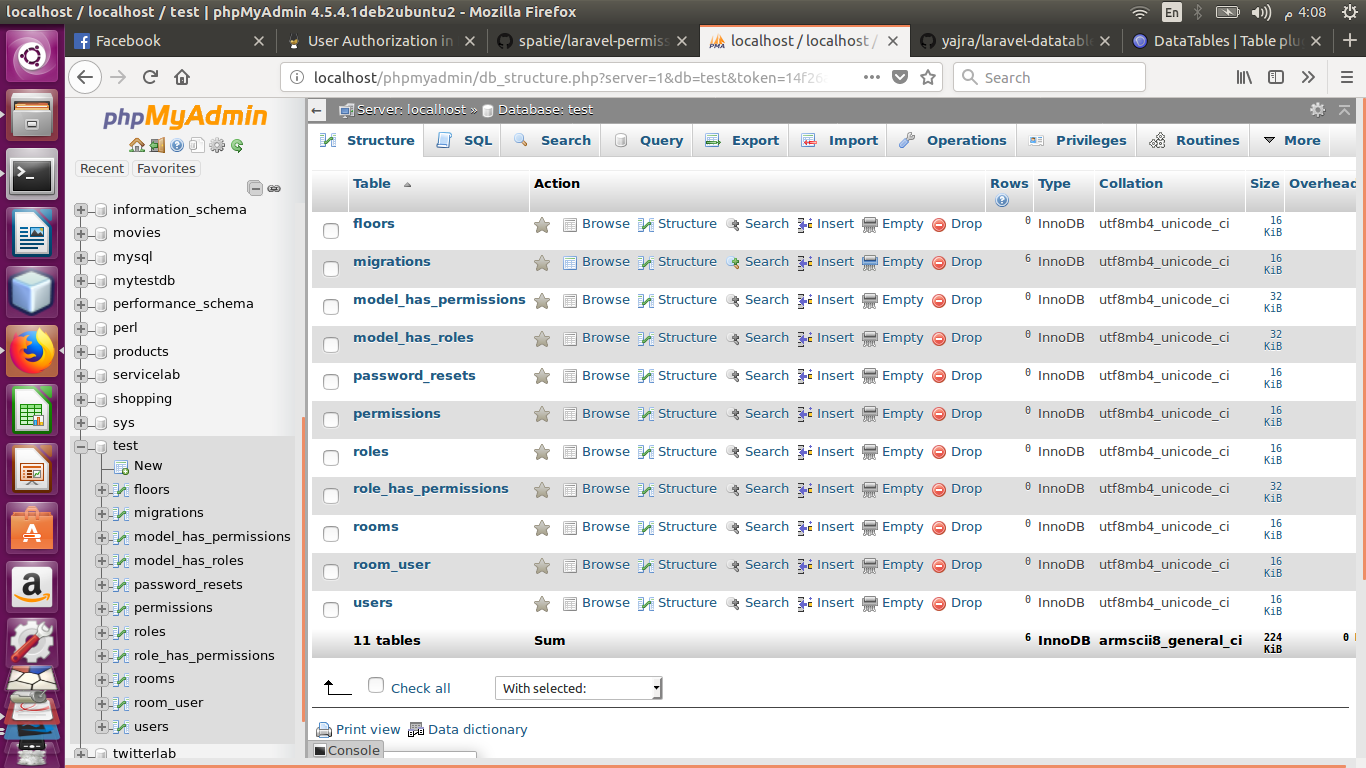 localhost / localhost / test | phpMyAdmin 4.5.4.1deb2ubuntu2 - Mozilla Firefox
En
4:08 م
Facebook
User Authorization in
spatie/laravel-permiss
localhost / localhost /
yajra/laravel-datatabl
DataTables | Table plu
localhost/phpmyadmin/db_structure.php?server=1&db=test&token=14f26
Search
phpMyAdmin
Recent
Favorites
information_schema
movies
mysql
mytestdb
performance_schema
perl
products
servicelab
shopping
sys
test
New
floors
migrations
model_has_permissions
model_has_roles
password_resets
permissions
roles
role_has_permissions
rooms
room_user
users
twitterlab
Server: localhost » Database: test
Structure SQL Search Query Export Import Operations Privileges Routines More
Table Action Rows Type Collation Size Overhead
floors Browse Structure Search Insert Empty Drop 0 InnoDB utf8mb4_unicode_ci 16 KiB
migrations Browse Structure Search Insert Empty Drop 6 InnoDB utf8mb4_unicode_ci 16 KiB
model_has_permissions Browse Structure Search Insert Empty Drop 0 InnoDB utf8mb4_unicode_ci 32 KiB
model_has_roles Browse Structure Search Insert Empty Drop 0 InnoDB utf8mb4_unicode_ci 32 KiB
password_resets Browse Structure Search Insert Empty Drop 0 InnoDB utf8mb4_unicode_ci 16 KiB
permissions Browse Structure Search Insert Empty Drop 0 InnoDB utf8mb4_unicode_ci 16 KiB
roles Browse Structure Search Insert Empty Drop 0 InnoDB utf8mb4_unicode_ci 16 KiB
role_has_permissions Browse Structure Search Insert Empty Drop 0 InnoDB utf8mb4_unicode_ci 32 KiB
rooms Browse Structure Search Insert Empty Drop 0 InnoDB utf8mb4_unicode_ci 16 KiB
room_user Browse Structure Search Insert Empty Drop 0 InnoDB utf8mb4_unicode_ci 16 KiB
users Browse Structure Search Insert Empty Drop 0 InnoDB utf8mb4_unicode_ci 16 KiB
11 tables Sum 6 InnoDB armscii8_general_ci 224 KiB 0
Check all
With selected:
Print view
Data dictionary
Console